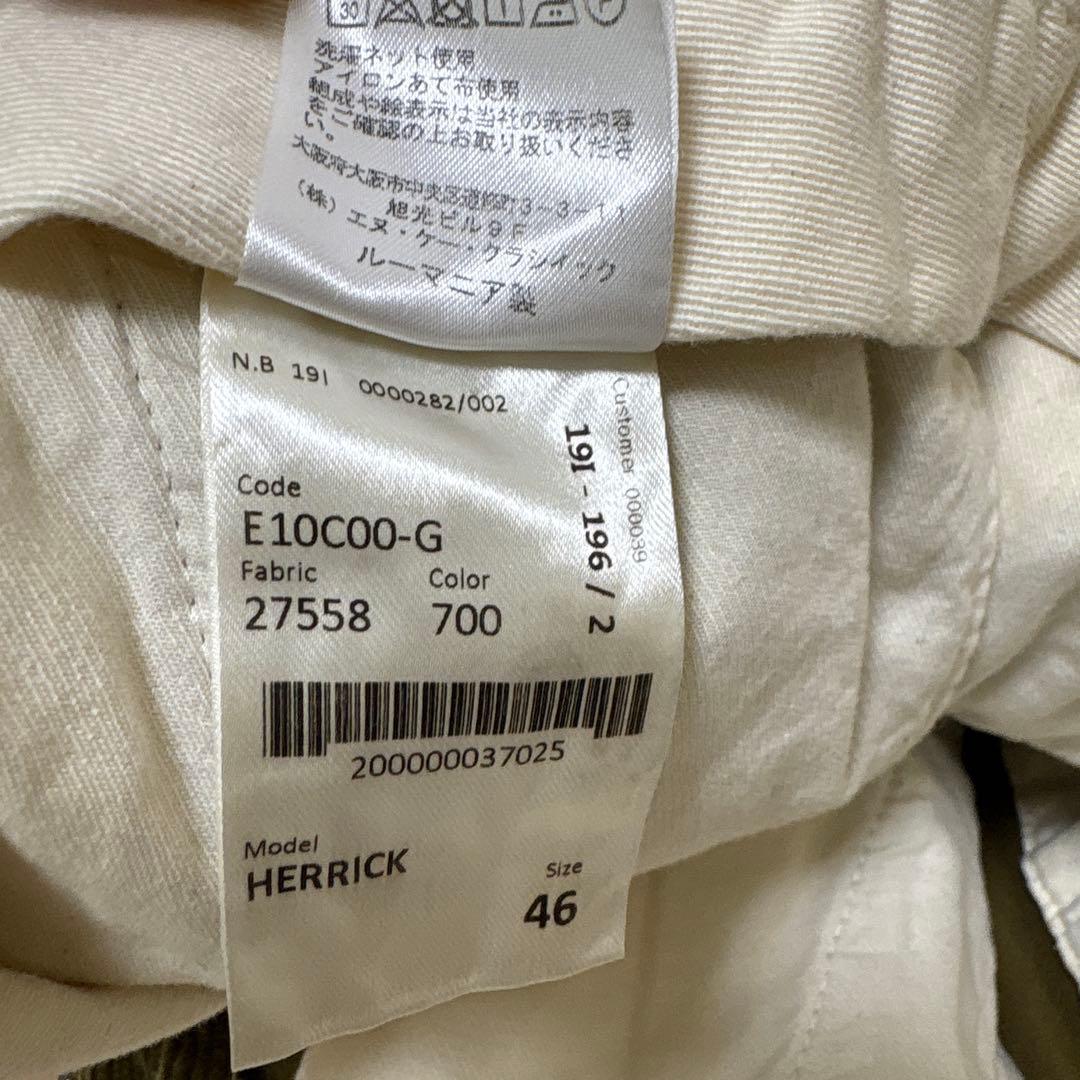 30
洗濯ネット使用
アイロンあて布使用
組成や絵表示は当社の表示内容
をご確認の上お取り扱いくださ
い。
大阪府大阪市中央区道修町3-3-11
旭光ビル9F
(株)エヌ・ケー・クラシイック
ルーマニア製
N.B 19I 0000282/002
Customer 000039
19I - 196 / 2
Code
E10C00-G
Fabric Color
27558 700
200000037025
Model
HERRICK
Size
46